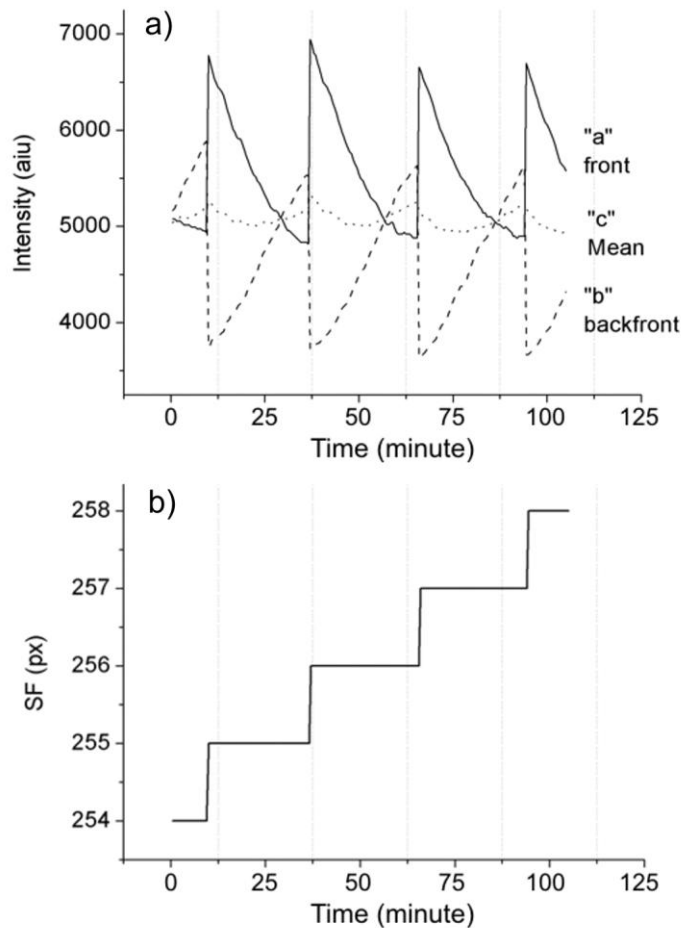 a)
7000
6000
5000
4000
Intensity (aiu)
"a"
front
"c"
Mean
"b"
backfront
0 25 50 75 100 125
Time (minute)
b)
258
257
256
255
254
SF (px)
0 25 50 75 100 125
Time (minute)